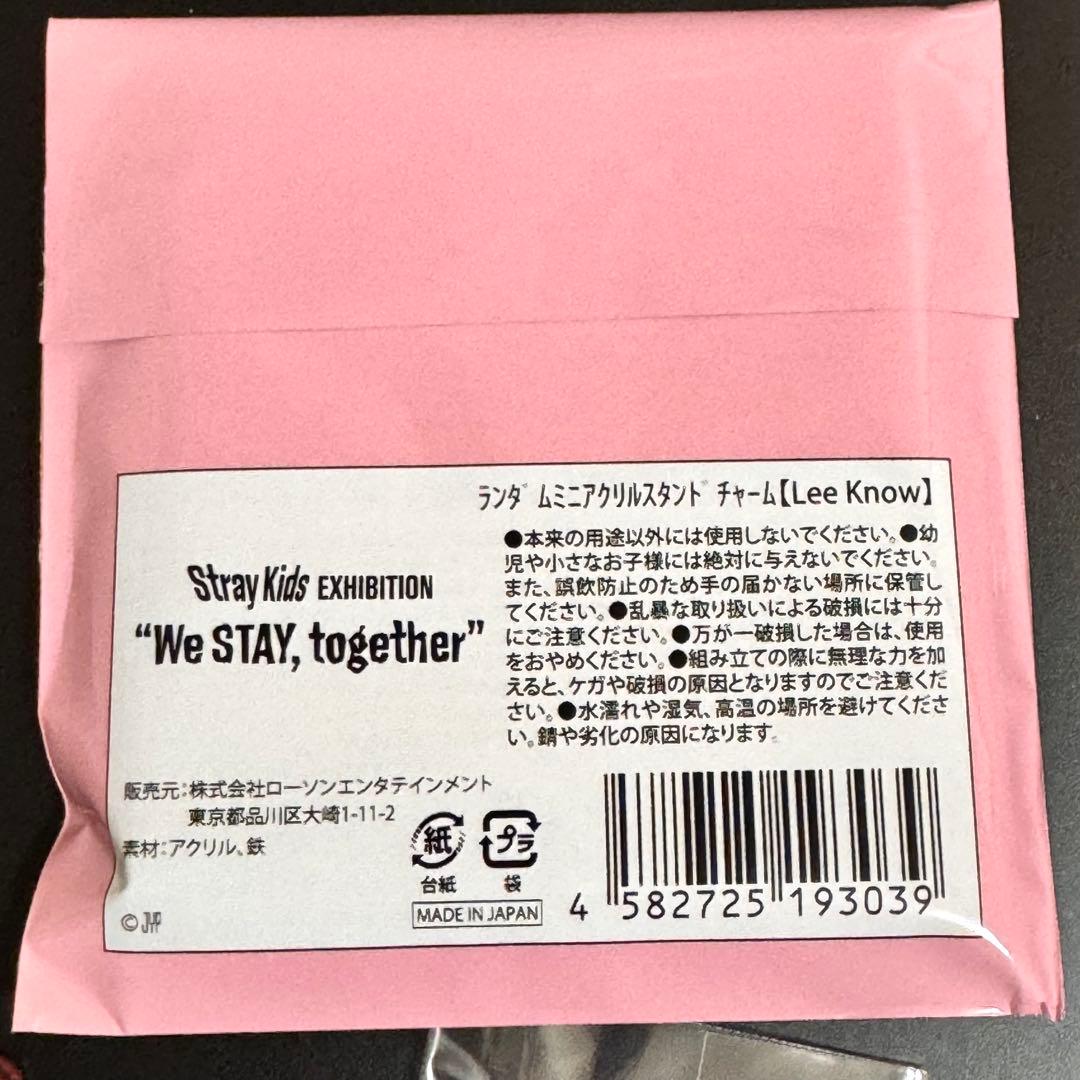 ランダムミニアクリルスタンドチャーム【Lee Know】
Stray Kids EXHIBITION
"We STAY, together"
●本来の用途以外には使用しないでください。●幼
児や小さなお子様には絶対に与えないでください。
また、誤飲防止のため手の届かない場所に保管し
てください。●乱暴な取り扱いによる破損には十分
にご注意ください。●万が一破損した場合は、使用
をおやめください。●組み立ての際に無理な力を加
えると、ケガや破損の原因となりますのでご注意くだ
さい。●水濡れや湿気、高温の場所を避けてくださ
い。錆や劣化の原因になります。
販売元:株式会社ローソンエンタテインメント
東京都品川区大崎1-11-2
素材:アクリル、鉄
紙
台紙
プラ
袋
MADE IN JAPAN
© JYP
4 582725 193039